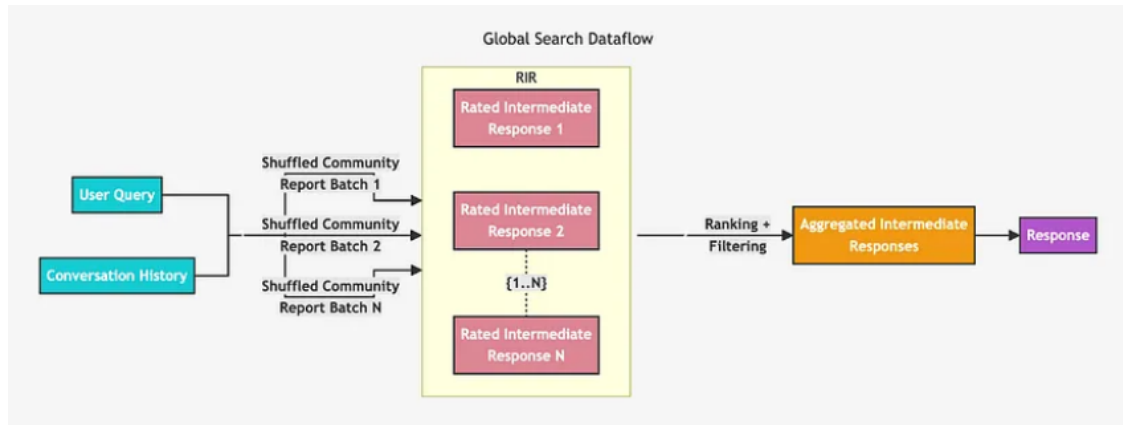 Global Search Dataflow
RIR
Rated Intermediate
Response 1
Shuffled Community
Report Batch 1
User Query
Shuffled Community
Report Batch 2
Rated Intermediate
Response 2
Ranking +
Filtering
Aggregated Intermediate
Responses
Response
Conversation History
Shuffled Community
Report Batch N
{1..N}
Rated Intermediate
Response N